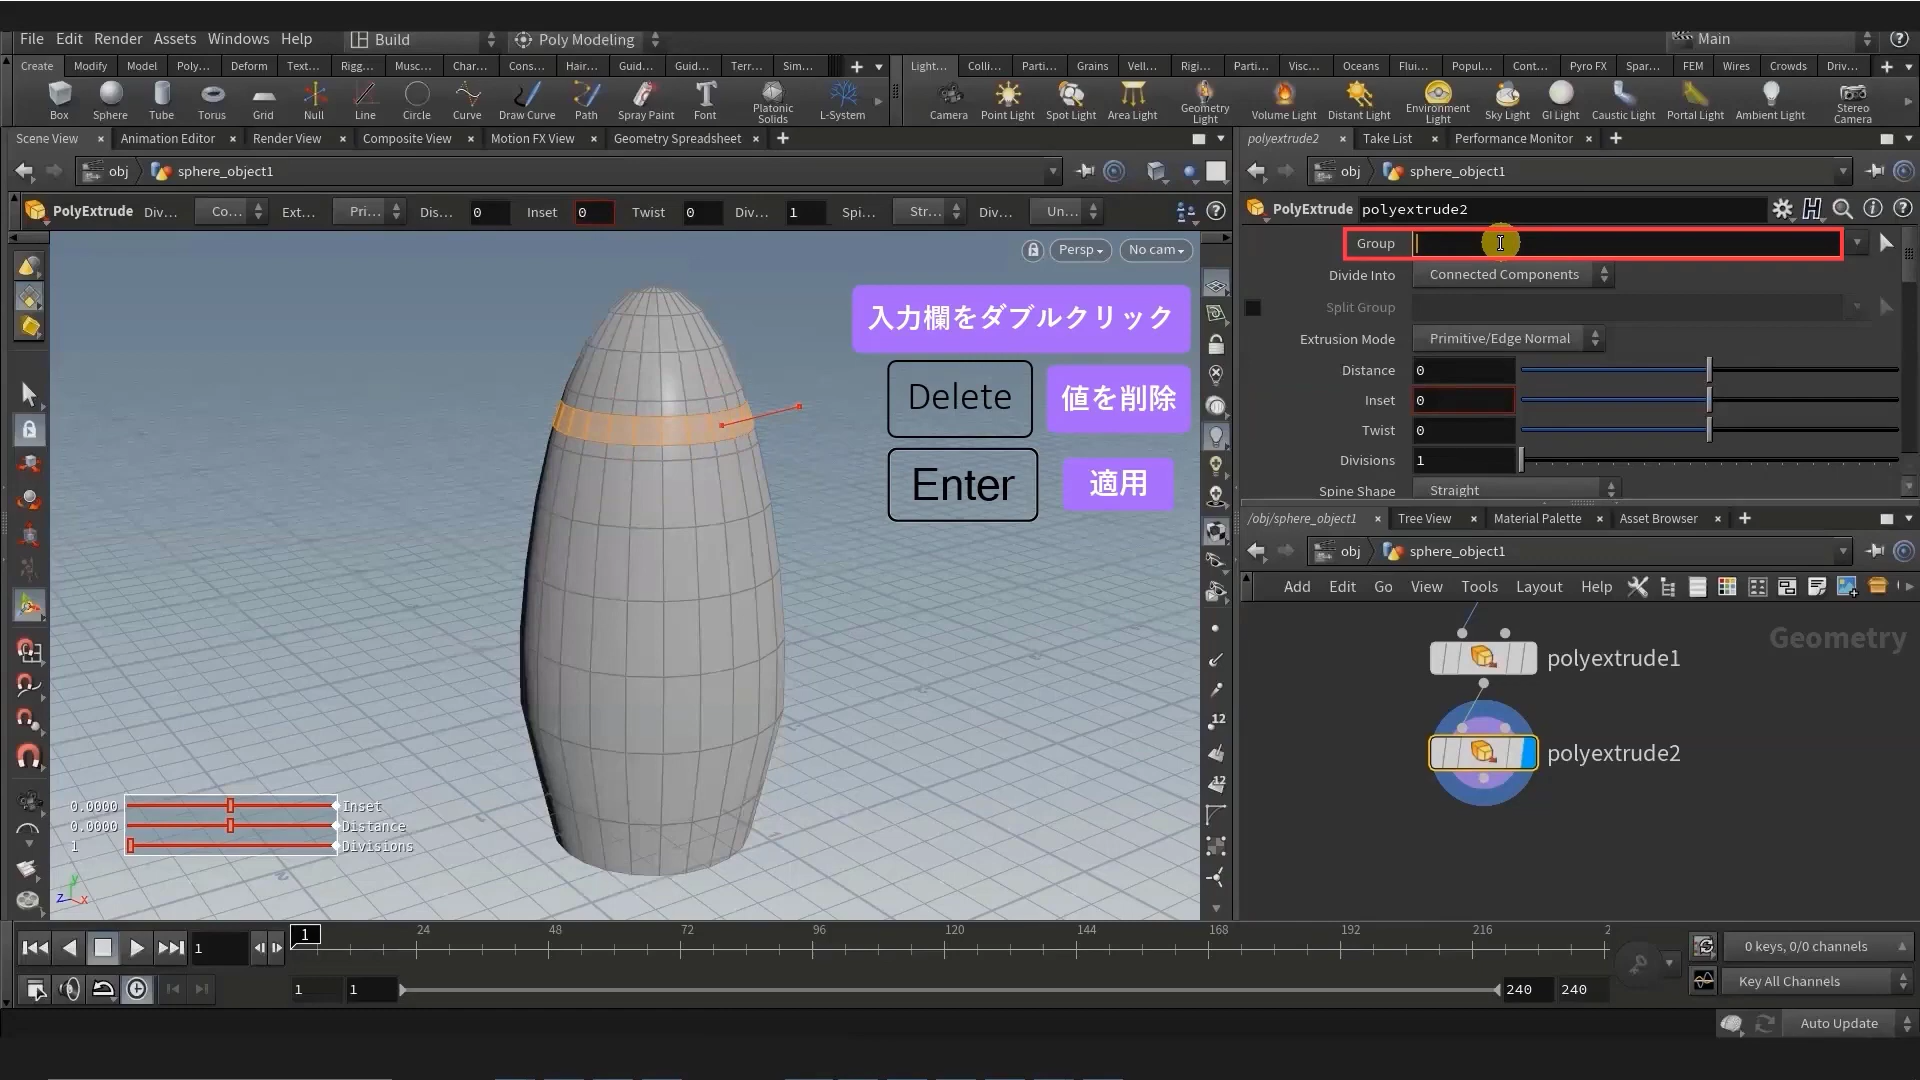 File Edit Render Assets Windows Help Build Poly Modeling Main
Create Modify Model Poly... Deform Text... Rigg... Musc... Char... Cons... Hair... Guid... Guid... Terr... Sim... Light... Colli... Parti... Grains Vell... Rigi... Parti... Visc... Oceans Flui... Popul... Cont... Pyro FX Spar... FEM Wires Crowds Driv...
Box Sphere Tube Torus Grid Null Line Circle Curve Draw Curve Path Spray Paint Font Platonic Solids L-System Camera Point Light Spot Light Area Light Geometry Light Volume Light Distant Light Environment Light Sky Light GI Light Caustic Light Portal Light Ambient Light Stereo Camera
Scene View Animation Editor Render View Composite View Motion FX View Geometry Spreadsheet
polyextrude2 Take List Performance Monitor
obj sphere_object1
obj sphere_object1
PolyExtrude Div... Co... Ext... Pri... Dis... 0 Inset 0 Twist 0 Div... 1 Spi... Str... Div... Un...
PolyExtrude polyextrude2
Persp No cam
入力欄をダブルクリック
Delete 値を削除
Enter 適用
Group
Divide Into Connected Components
Split Group
Extrusion Mode Primitive/Edge Normal
Distance 0
Inset 0
Twist 0
Divisions 1
Spine Shape Straight
/obj/sphere_object1 Tree View Material Palette Asset Browser
obj sphere_object1
Add Edit Go View Tools Layout Help
Geometry
polyextrude1
polyextrude2
12
12
0.0000 Inset
0.0000 Distance
1 Divisions
y
z x
1 1 24 48 72 96 120 144 168 192 216 2
0 keys, 0/0 channels
1 1 240 240 Key All Channels
Auto Update